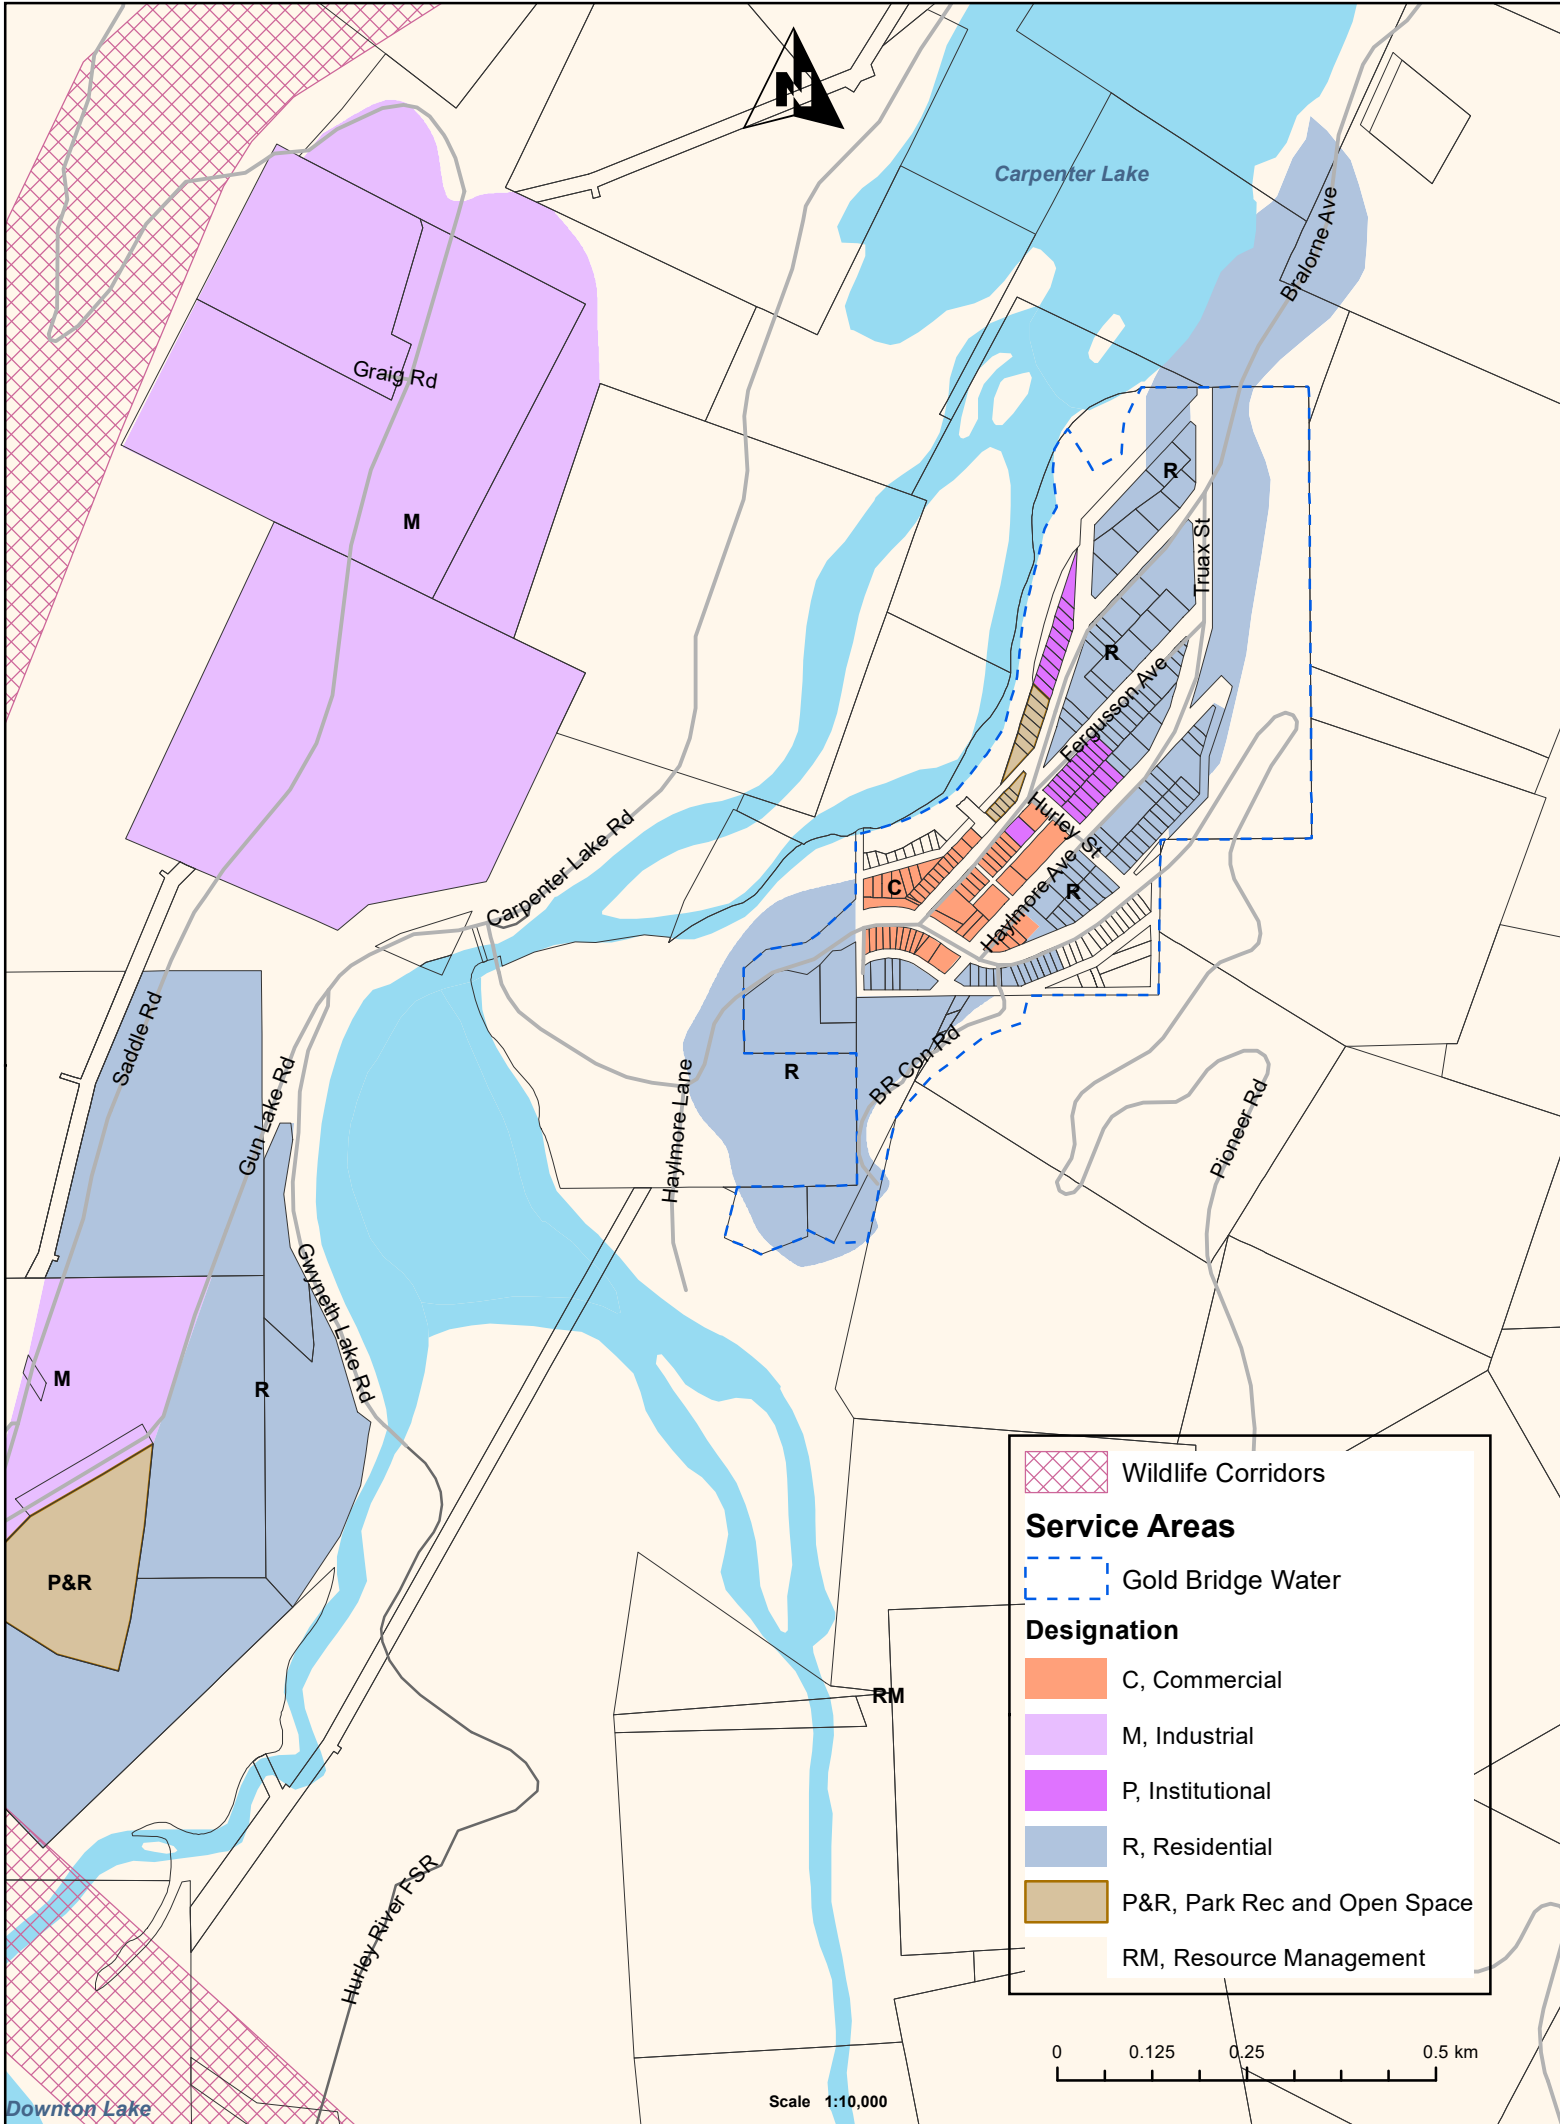 N
Carpenter Lake
Bralorne Ave
Graig Rd
R
M
Truax St
R
Fergusson Ave
Hurley St
Carpenter Lake Rd
C
R
Haylmore Ave
Saddle Rd
BR Con Rd
R
Gun Lake Rd
Haylmore Lane
Pioneer Rd
Gwyneth Lake Rd
M
R
Wildlife Corridors
Service Areas
P&R
Gold Bridge Water
Designation
RM
C, Commercial
M, Industrial
P, Institutional
R, Residential
P&R, Park Rec and Open Space
Hurley River FSR
RM, Resource Management
0 0.125 0.25 0.5 km
Scale 1:10,000
Downton Lake